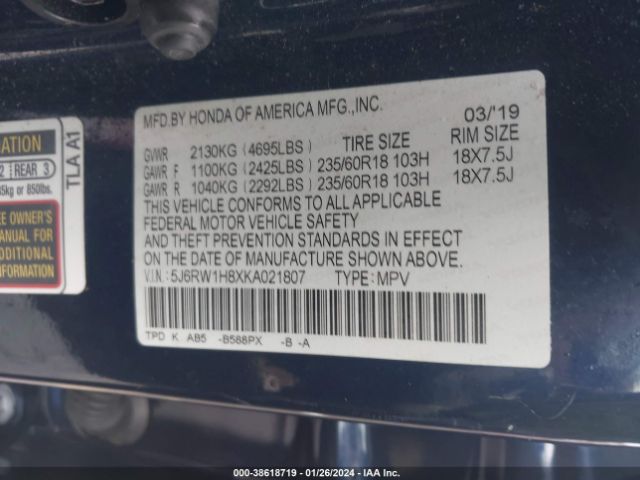 MFD.BY HONDA OF AMERICA MFG.,INC.
03/'19
TIRE SIZE
RIM SIZE
GVWR 2130KG (4695LBS)
GAWR F 1100KG (2425LBS) 235/60R18 103H 18X7.5J
GAWR R 1040KG (2292LBS) 235/60R18 103H 18X7.5J
THIS VEHICLE CONFORMS TO ALL APPLICABLE
FEDERAL MOTOR VEHICLE SAFETY
AND THEFT PREVENTION STANDARDS IN EFFECT
ON THE DATE OF MANUFACTURE SHOWN ABOVE.
V.I.N.: 5J6RW1H8XKA021807 TYPE: MPV
TPD K AB5 -B588PX -B -A
TLA A1
2 REAR 3
85kg or 850lbs.
OWNER'S
MANUAL FOR
INFORMATION
000-38618719 — 01/26/2024 — IAA Inc.